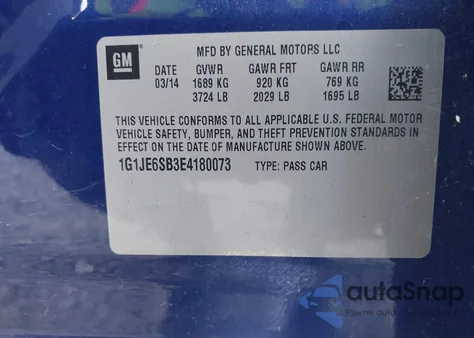 GM
MFD BY GENERAL MOTORS LLC
DATE GVWR GAWR FRT GAWR RR
03/14 1689 KG 920 KG 769 KG
3724 LB 2029 LB 1695 LB
THIS VEHICLE CONFORMS TO ALL APPLICABLE U.S. FEDERAL MOTOR
VEHICLE SAFETY, BUMPER, AND THEFT PREVENTION STANDARDS IN
EFFECT ON THE DATE OF MANUFACTURE SHOWN ABOVE.
1G1JE6SB3E4180073 TYPE: PASS CAR
autoSnap